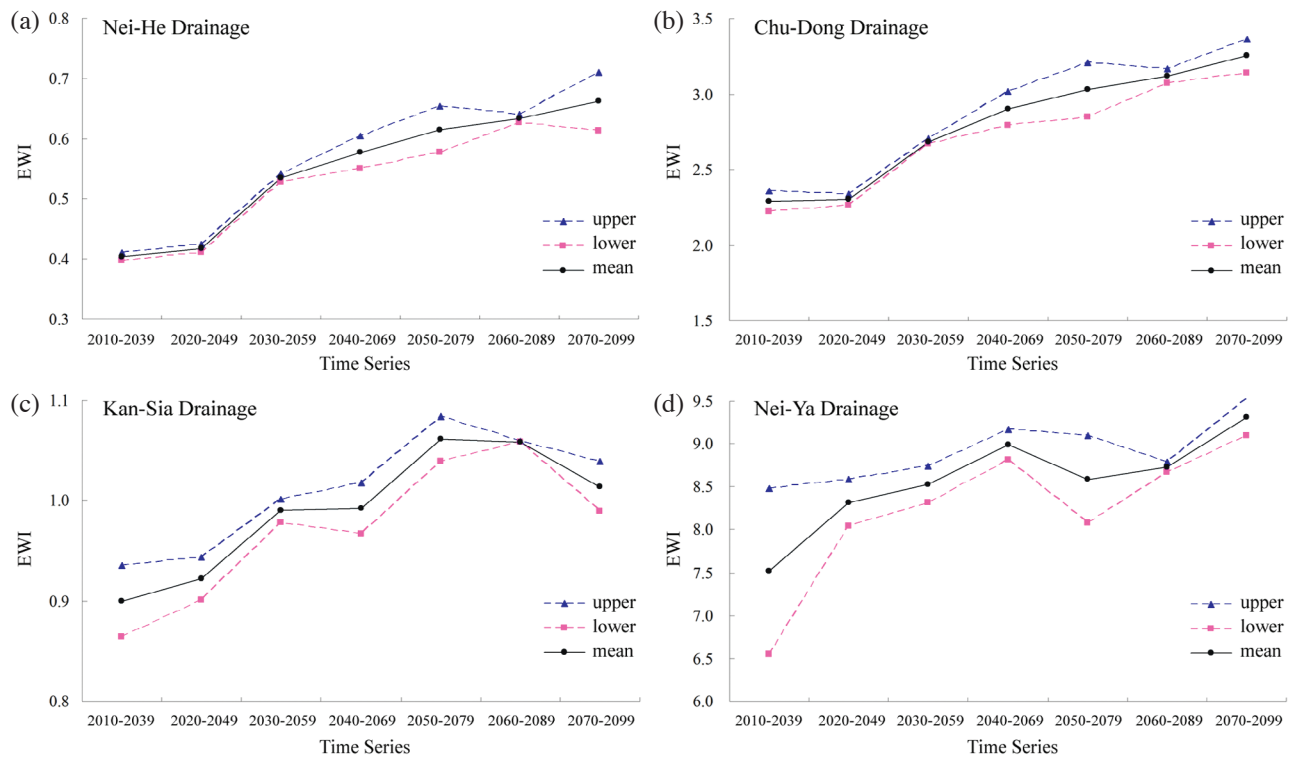 (a)
Nei-He Drainage
0.8
0.7
0.6
0.5
0.4
0.3
EWI
upper
lower
mean
2010-2039 2020-2049 2030-2059 2040-2069 2050-2079 2060-2089 2070-2099
Time Series
(b)
Chu-Dong Drainage
3.5
3.0
2.5
2.0
1.5
EWI
upper
lower
mean
2010-2039 2020-2049 2030-2059 2040-2069 2050-2079 2060-2089 2070-2099
Time Series
(c)
Kan-Sia Drainage
1.1
1.0
0.9
0.8
EWI
upper
lower
mean
2010-2039 2020-2049 2030-2059 2040-2069 2050-2079 2060-2089 2070-2099
Time Series
(d)
Nei-Ya Drainage
9.5
9.0
8.5
8.0
7.5
7.0
6.5
6.0
EWI
upper
lower
mean
2010-2039 2020-2049 2030-2059 2040-2069 2050-2079 2060-2089 2070-2099
Time Series